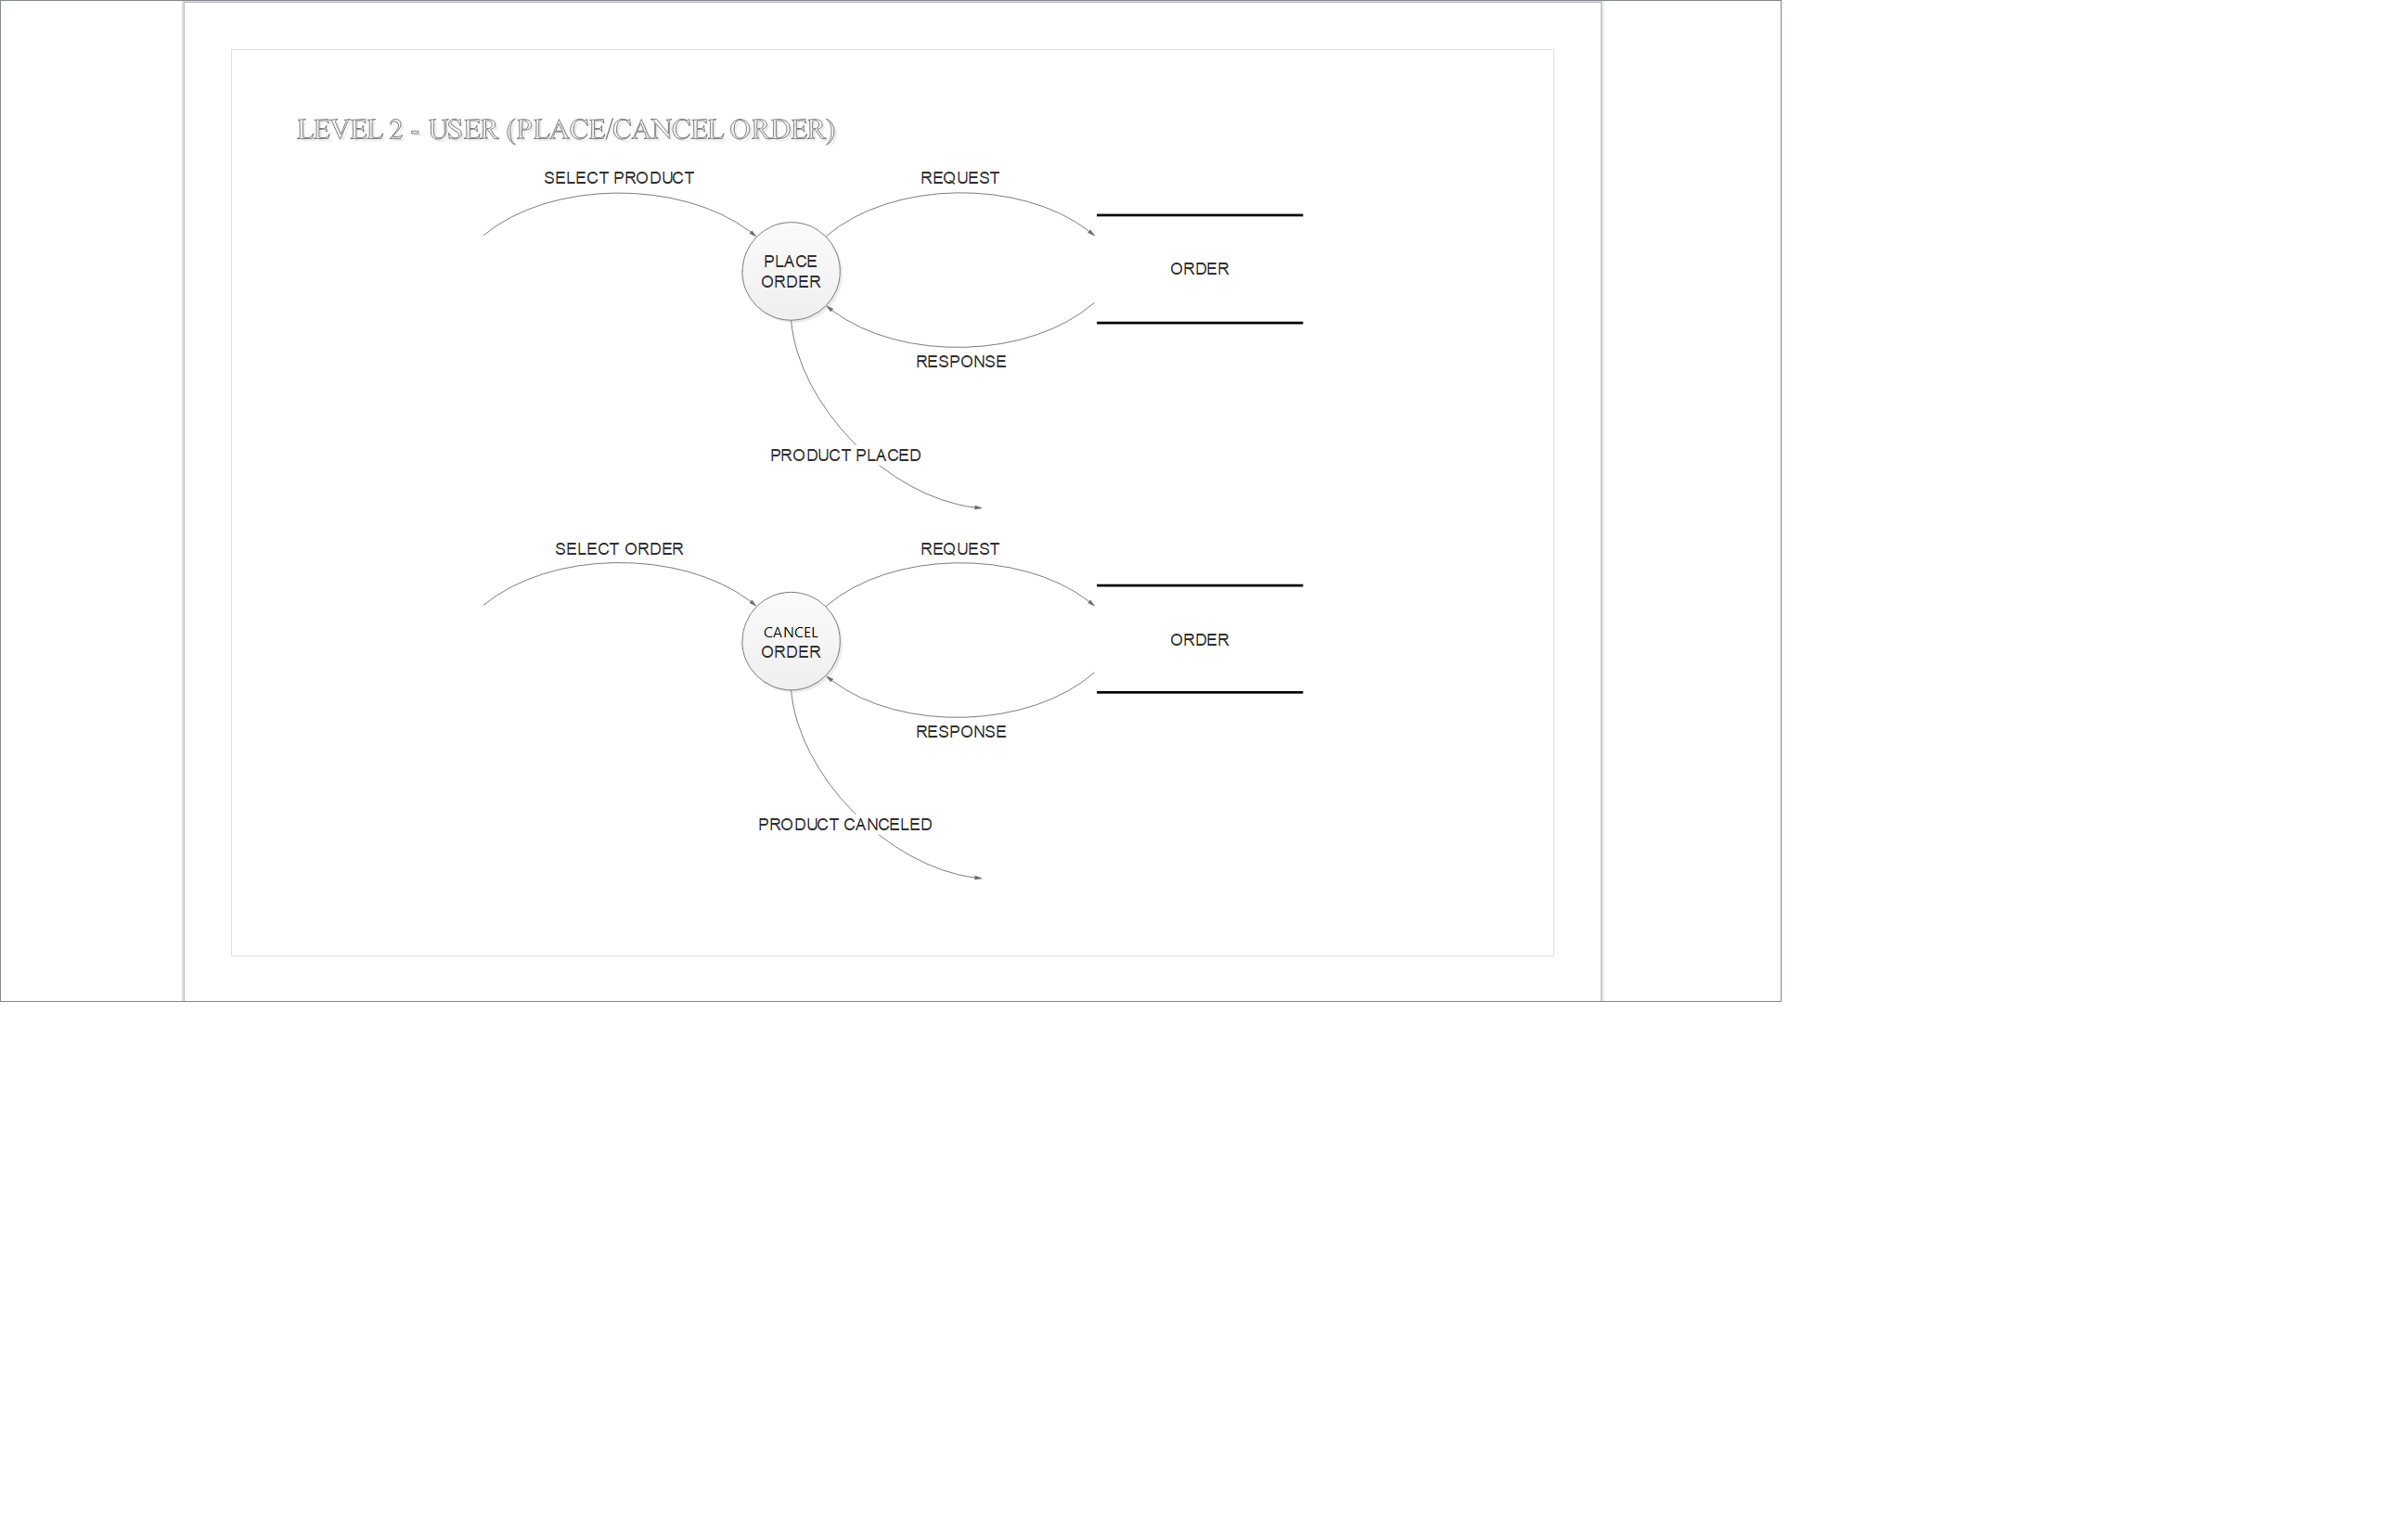 LEVEL 2 - USER (PLACE/CANCEL ORDER)
SELECT PRODUCT
REQUEST
PLACE
ORDER
ORDER
RESPONSE
PRODUCT PLACED
SELECT ORDER
REQUEST
CANCEL
ORDER
ORDER
RESPONSE
PRODUCT CANCELED